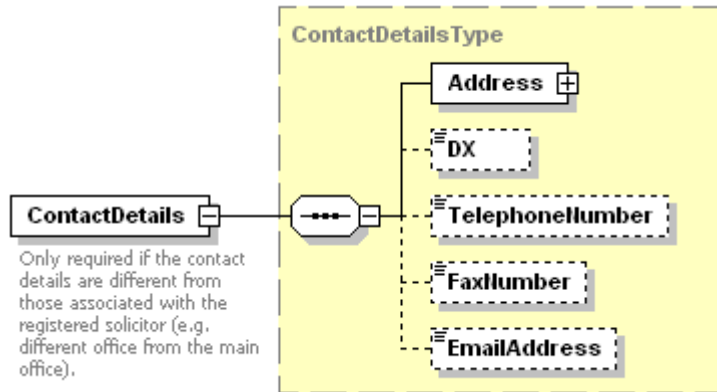 ContactDetailsType
Address
DX
ContactDetails
TelephoneNumber
Only required if the contact
details are different from
those associated with the
registered solicitor (e.g.
different office from the main
office).
FaxNumber
EmailAddress